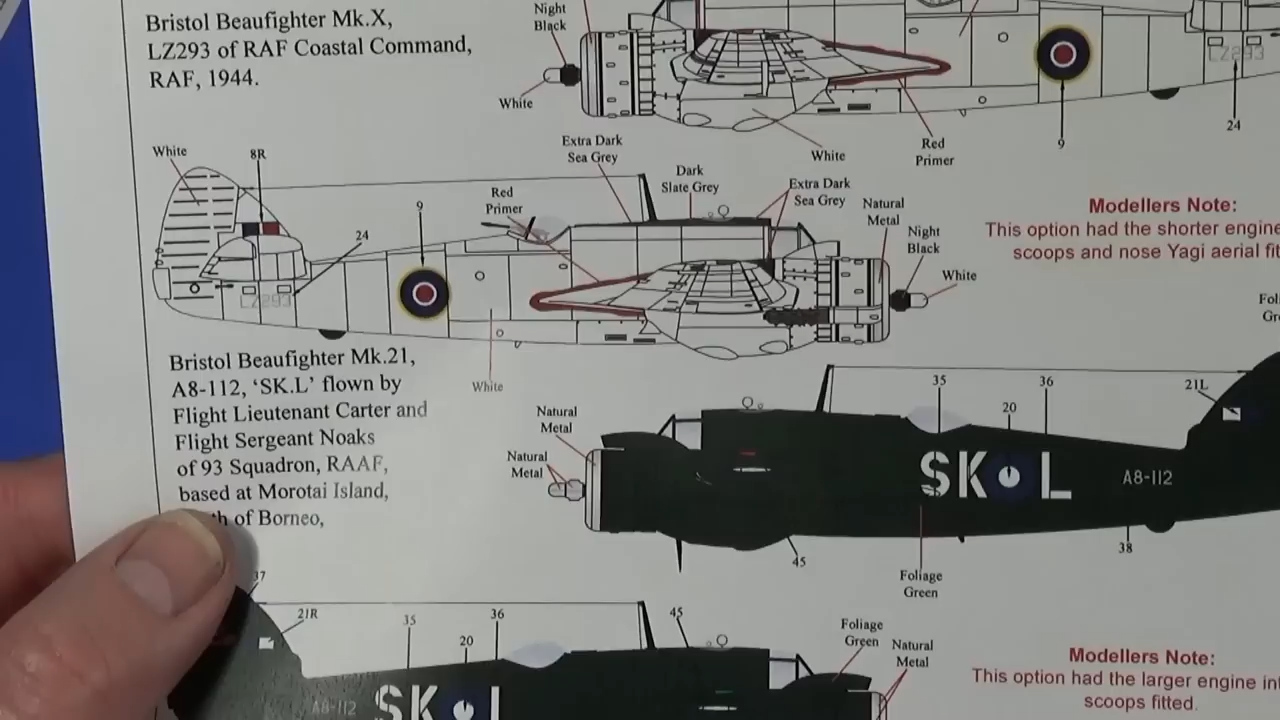 Bristol Beaufighter Mk.X,
LZ293 of RAF Coastal Command,
RAF, 1944.
Night
Black
White
White
Red
Primer
9
LZ293
24
White
8R
9
24
Red
Primer
Extra Dark
Sea Grey
Dark
Slate Grey
Extra Dark
Sea Grey
Natural
Metal
Night
Black
White
LZ293
White
Modellers Note:
This option had the shorter engine
scoops and nose Yagi aerial
Bristol Beaufighter Mk.21,
A8-112, ‘SK.L’ flown by
Flight Lieutenant Carter and
Flight Sergeant Noaks
of 93 Squadron, RAAF,
based at Morotai Island,
of Borneo,
Natural
Metal
Natural
Metal
35
20
36
21L
SK L
A8-112
45
Foliage
Green
38
37
21R
35
20
36
45
Foliage
Green
Natural
Metal
A8-112
SK L
Modellers Note:
This option had the larger engine
scoops fitted.